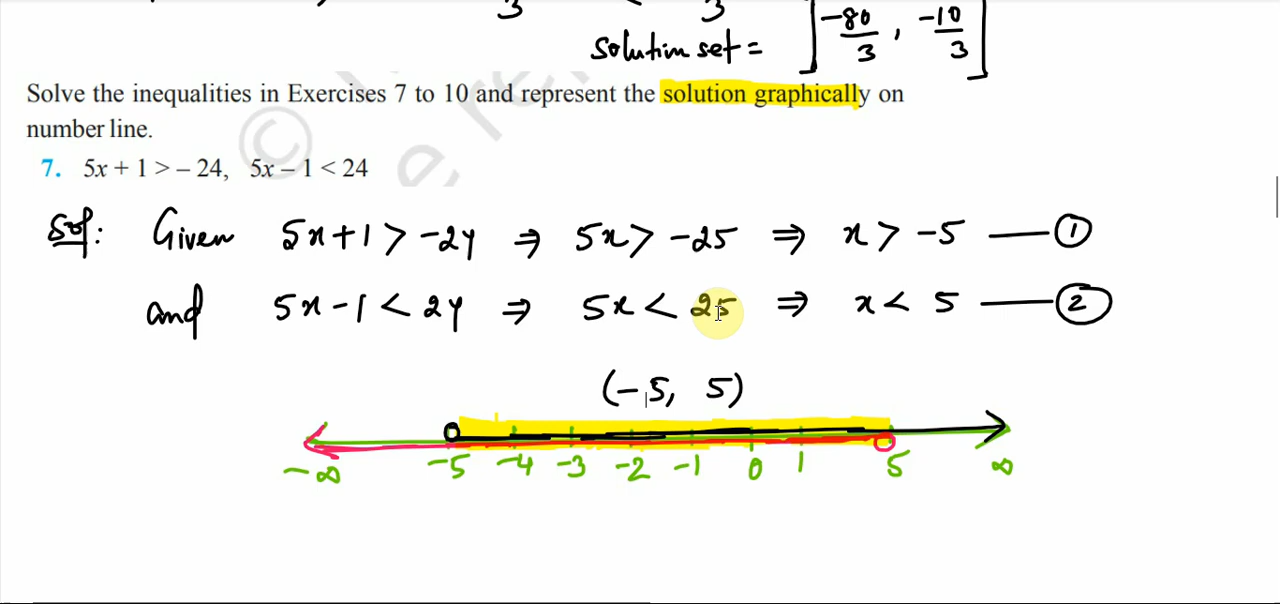 3 < 3
Solution set = ] -80/3 , -10/3 ]
Solve the inequalities in Exercises 7 to 10 and represent the solution graphically on
number line.
7. 5x + 1 > – 24, 5x – 1 < 24
Sol: Given 5x+1 > -24 ⇒ 5x > -25 ⇒ x > -5 —①
and 5x-1 < 24 ⇒ 5x < 25 ⇒ x < 5 —②
(-5, 5)
-∞ -5 -4 -3 -2 -1 0 1 5 ∞